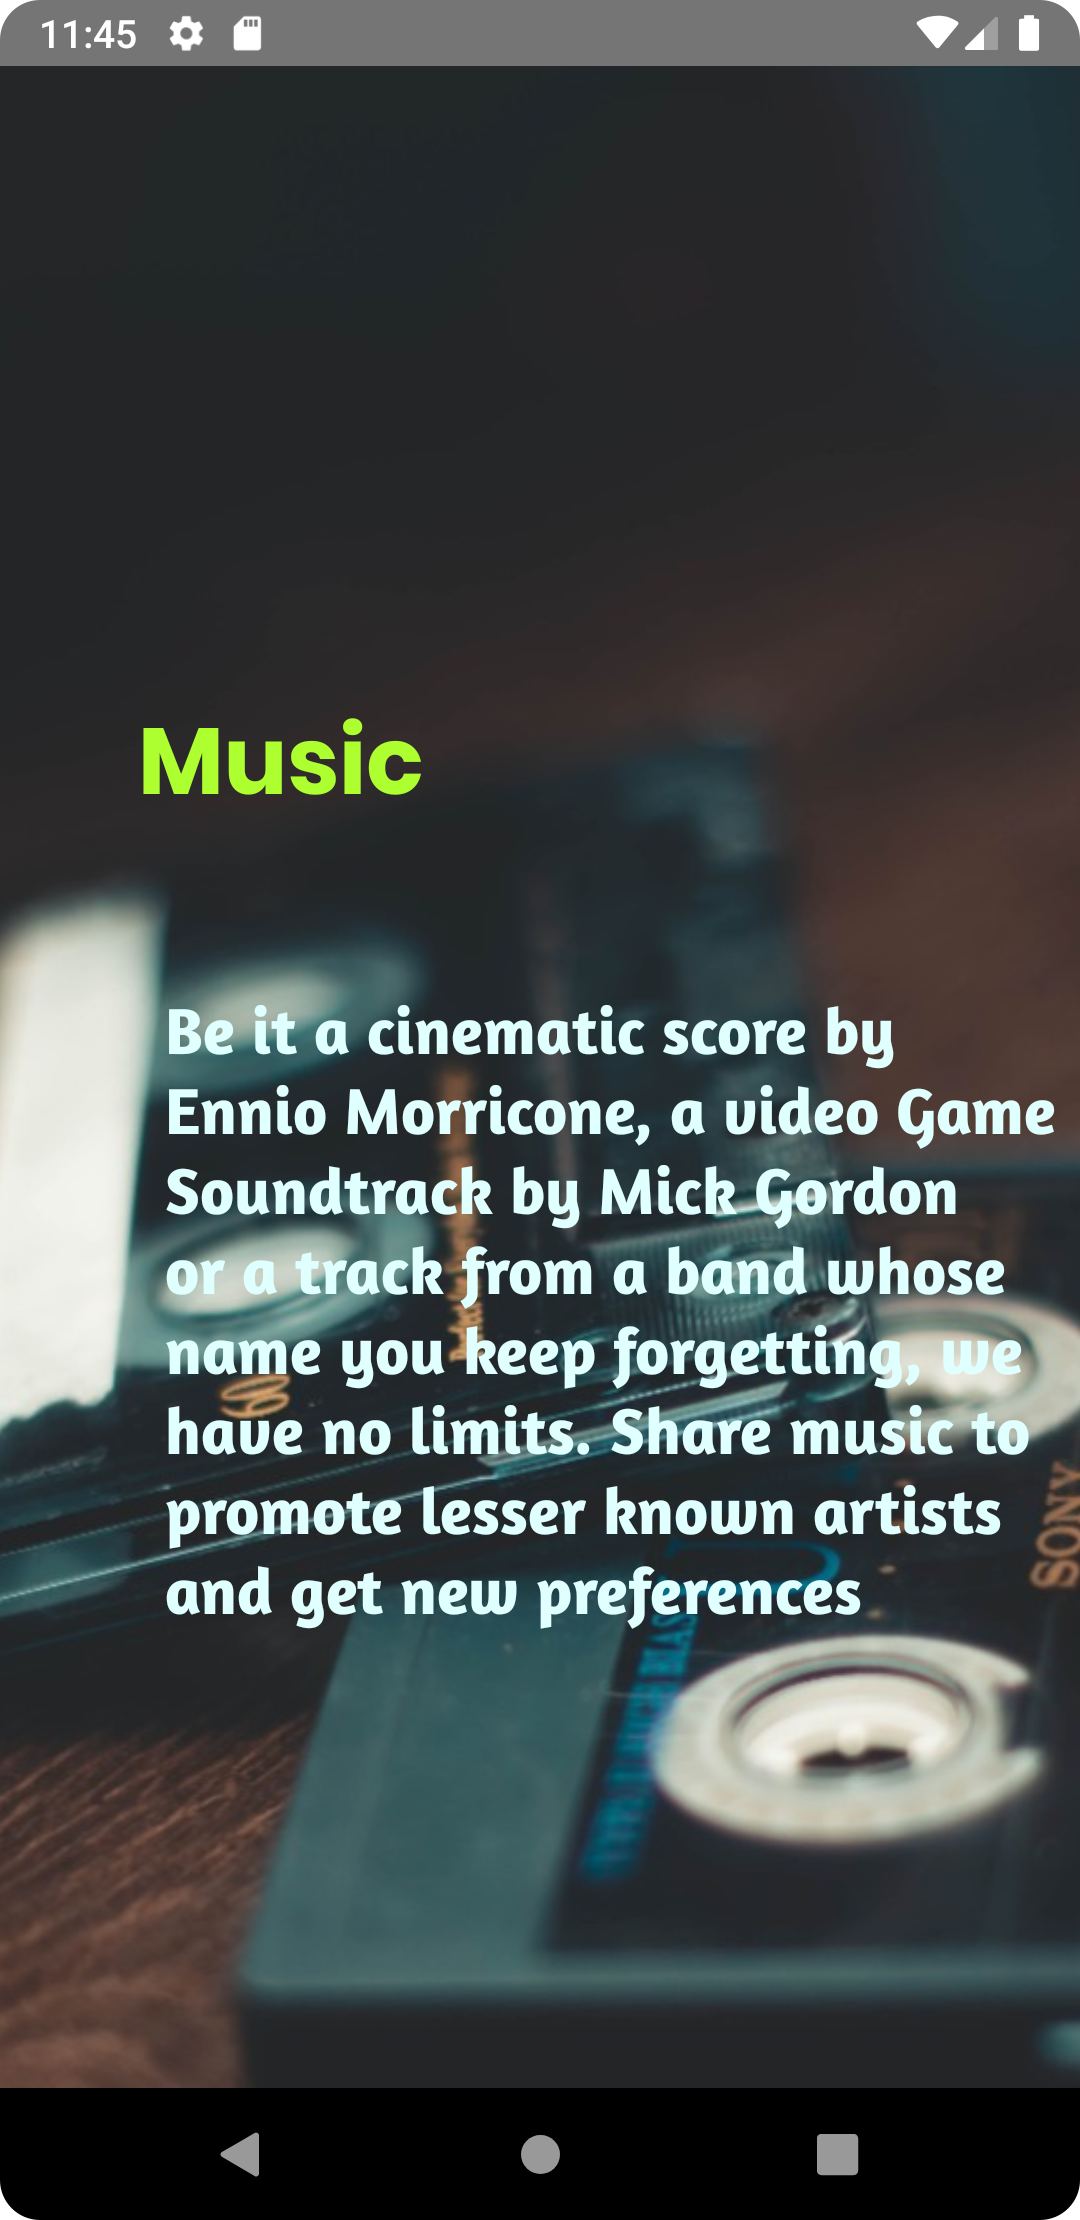 11:45
Music
Be it a cinematic score by
Ennio Morricone, a video Game
Soundtrack by Mick Gordon
or a track from a band whose
name you keep forgetting, we
have no limits. Share music to
promote lesser known artists
and get new preferences
60
SONY